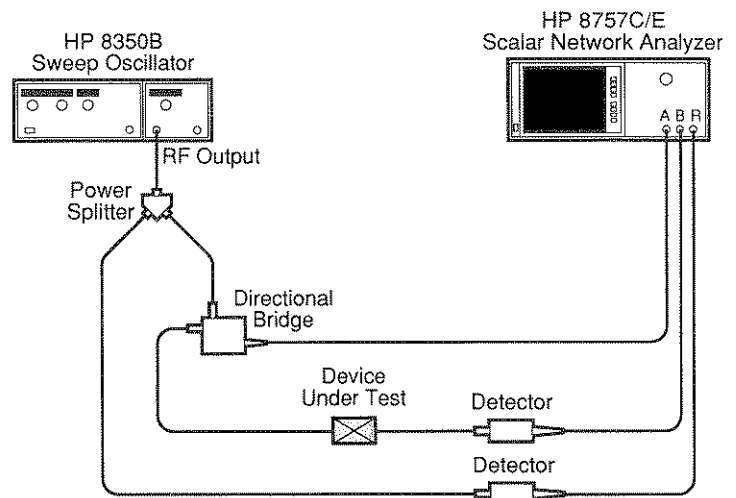 HP 8350B
Sweep Oscillator
HP 8757C/E
Scalar Network Analyzer
A B R
RF Output
Power
Splitter
Directional
Bridge
Device
Under Test
Detector
Detector